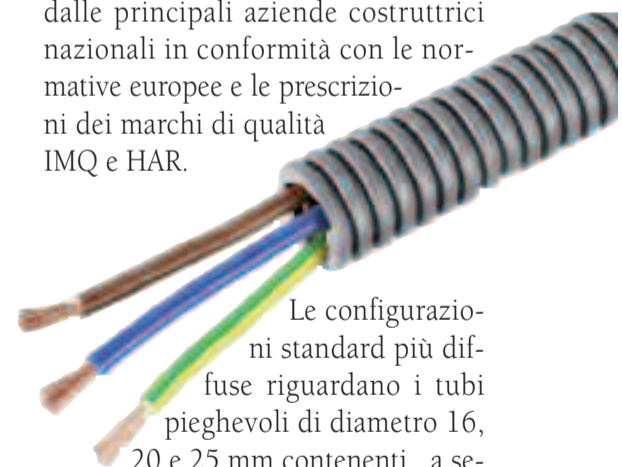 dalle principali aziende costruttrici
nazionali in conformità con le nor-
mative europee e le prescrizio-
ni dei marchi di qualità
IMQ e HAR.
Le configurazio-
ni standard più dif-
fuse riguardano i tubi
pieghevoli di diametro 16,
20 e 25 mm contenenti, a se-